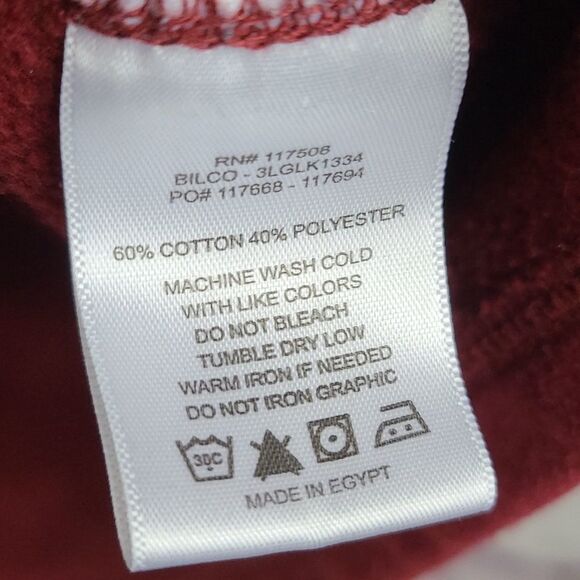 RN# 117508
BILCO - 3LGLK1334
PO# 117668 - 117694
60% COTTON 40% POLYESTER
MACHINE WASH COLD
WITH LIKE COLORS
DO NOT BLEACH
TUMBLE DRY LOW
WARM IRON IF NEEDED
DO NOT IRON GRAPHIC
30C
MADE IN EGYPT